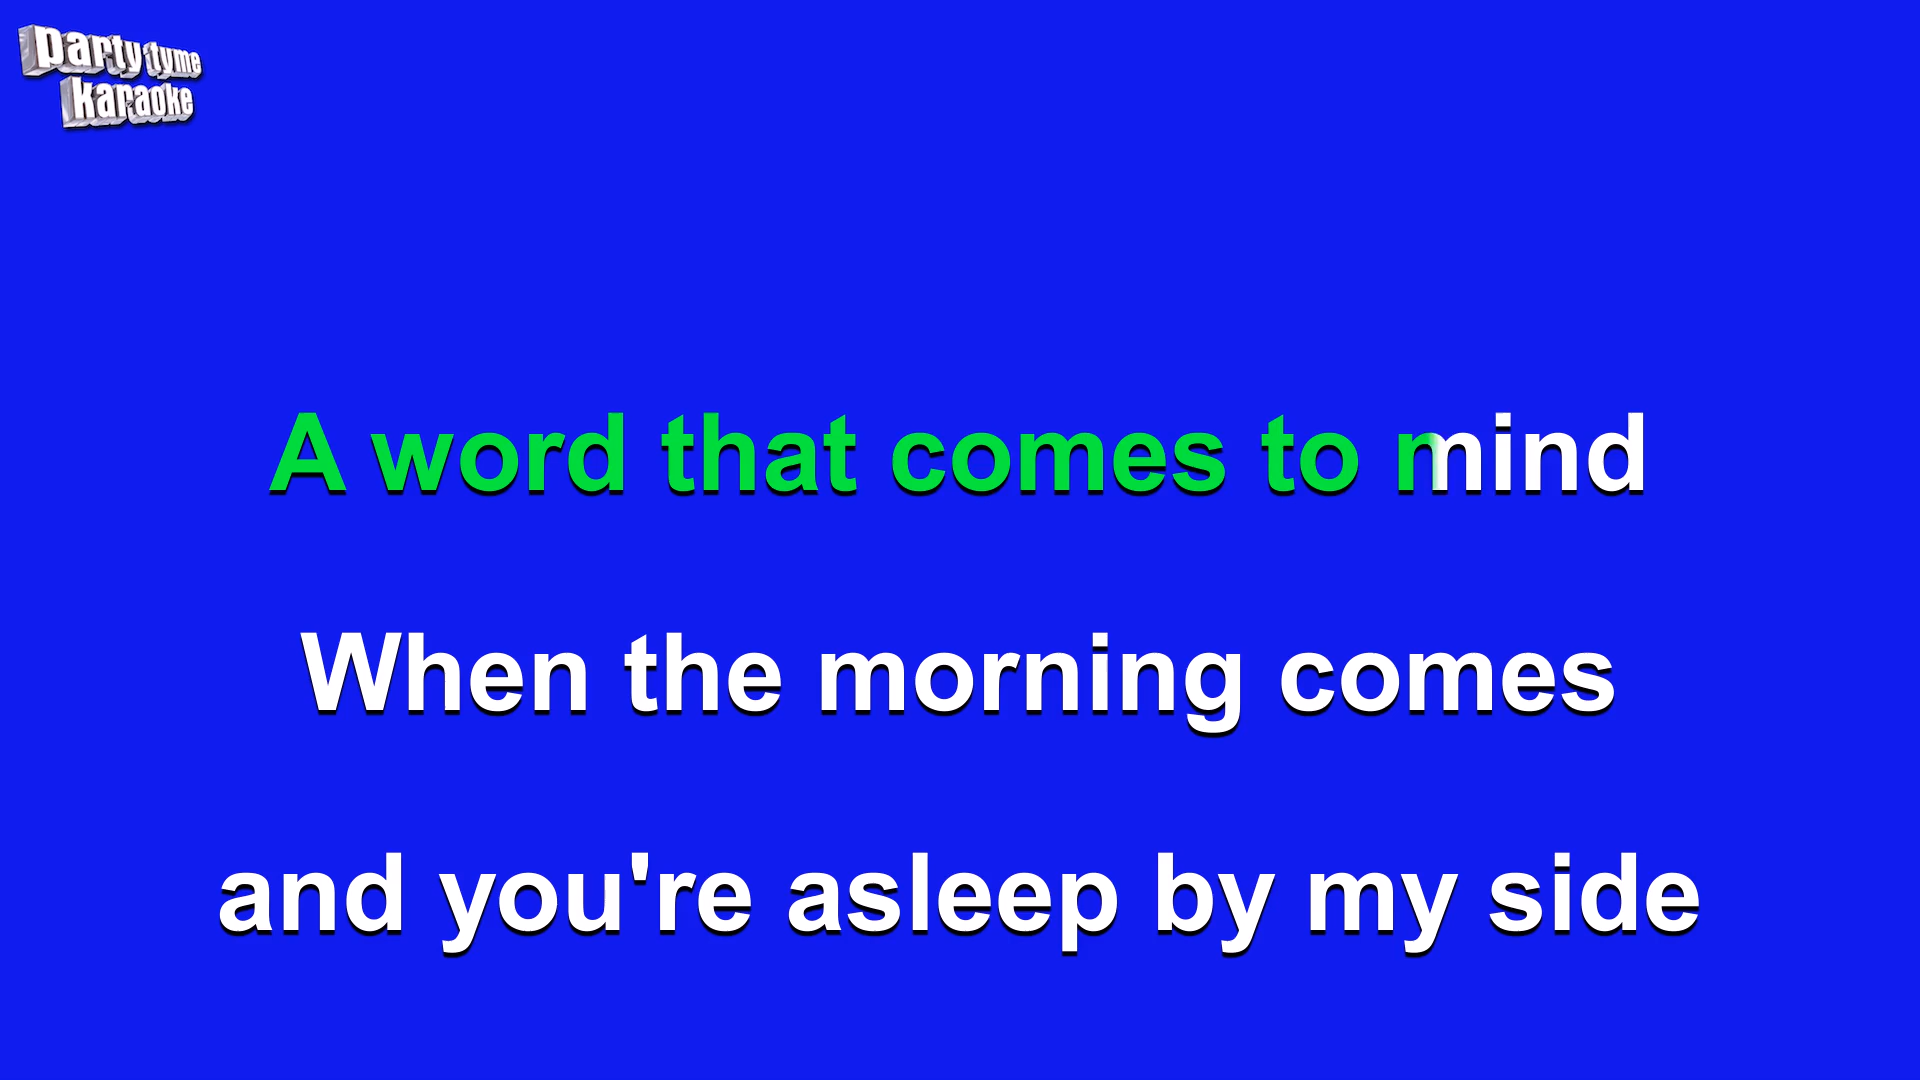 party tyme
karaoke
A word that comes to mind
When the morning comes
and you're asleep by my side